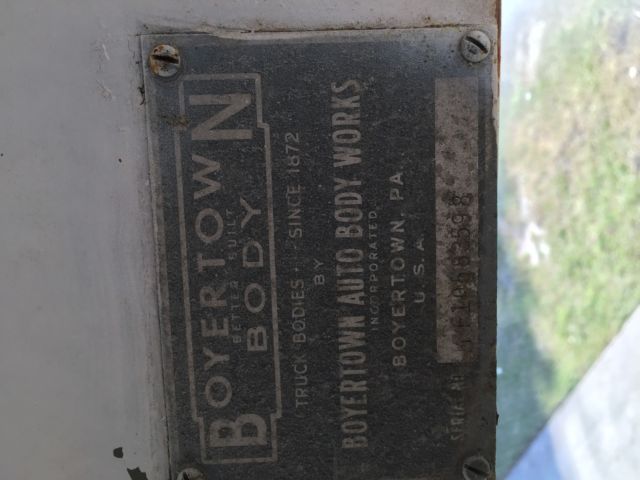 BOYERTOWN
BETTER BUILT
BODY
TRUCK BODIES · SINCE 1872
BY
BOYERTOWN AUTO BODY WORKS
INCORPORATED
BOYERTOWN, PA.
U.S.A.
SERIAL NO.